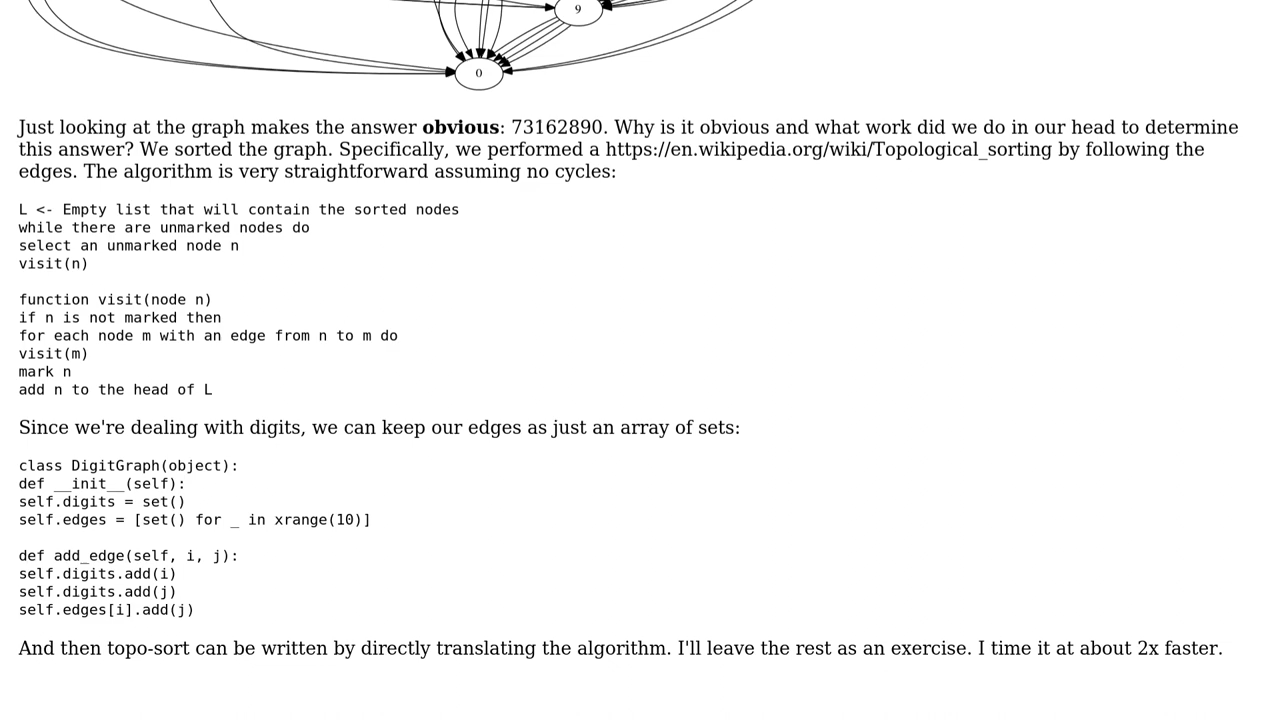 9
0
Just looking at the graph makes the answer obvious: 73162890. Why is it obvious and what work did we do in our head to determine
this answer? We sorted the graph. Specifically, we performed a https://en.wikipedia.org/wiki/Topological_sorting by following the
edges. The algorithm is very straightforward assuming no cycles:
L <- Empty list that will contain the sorted nodes
while there are unmarked nodes do
select an unmarked node n
visit(n)
function visit(node n)
if n is not marked then
for each node m with an edge from n to m do
visit(m)
mark n
add n to the head of L
Since we're dealing with digits, we can keep our edges as just an array of sets:
class DigitGraph(object):
def __init__(self):
self.digits = set()
self.edges = [set() for _ in xrange(10)]
def add_edge(self, i, j):
self.digits.add(i)
self.digits.add(j)
self.edges[i].add(j)
And then topo-sort can be written by directly translating the algorithm. I'll leave the rest as an exercise. I time it at about 2x faster.